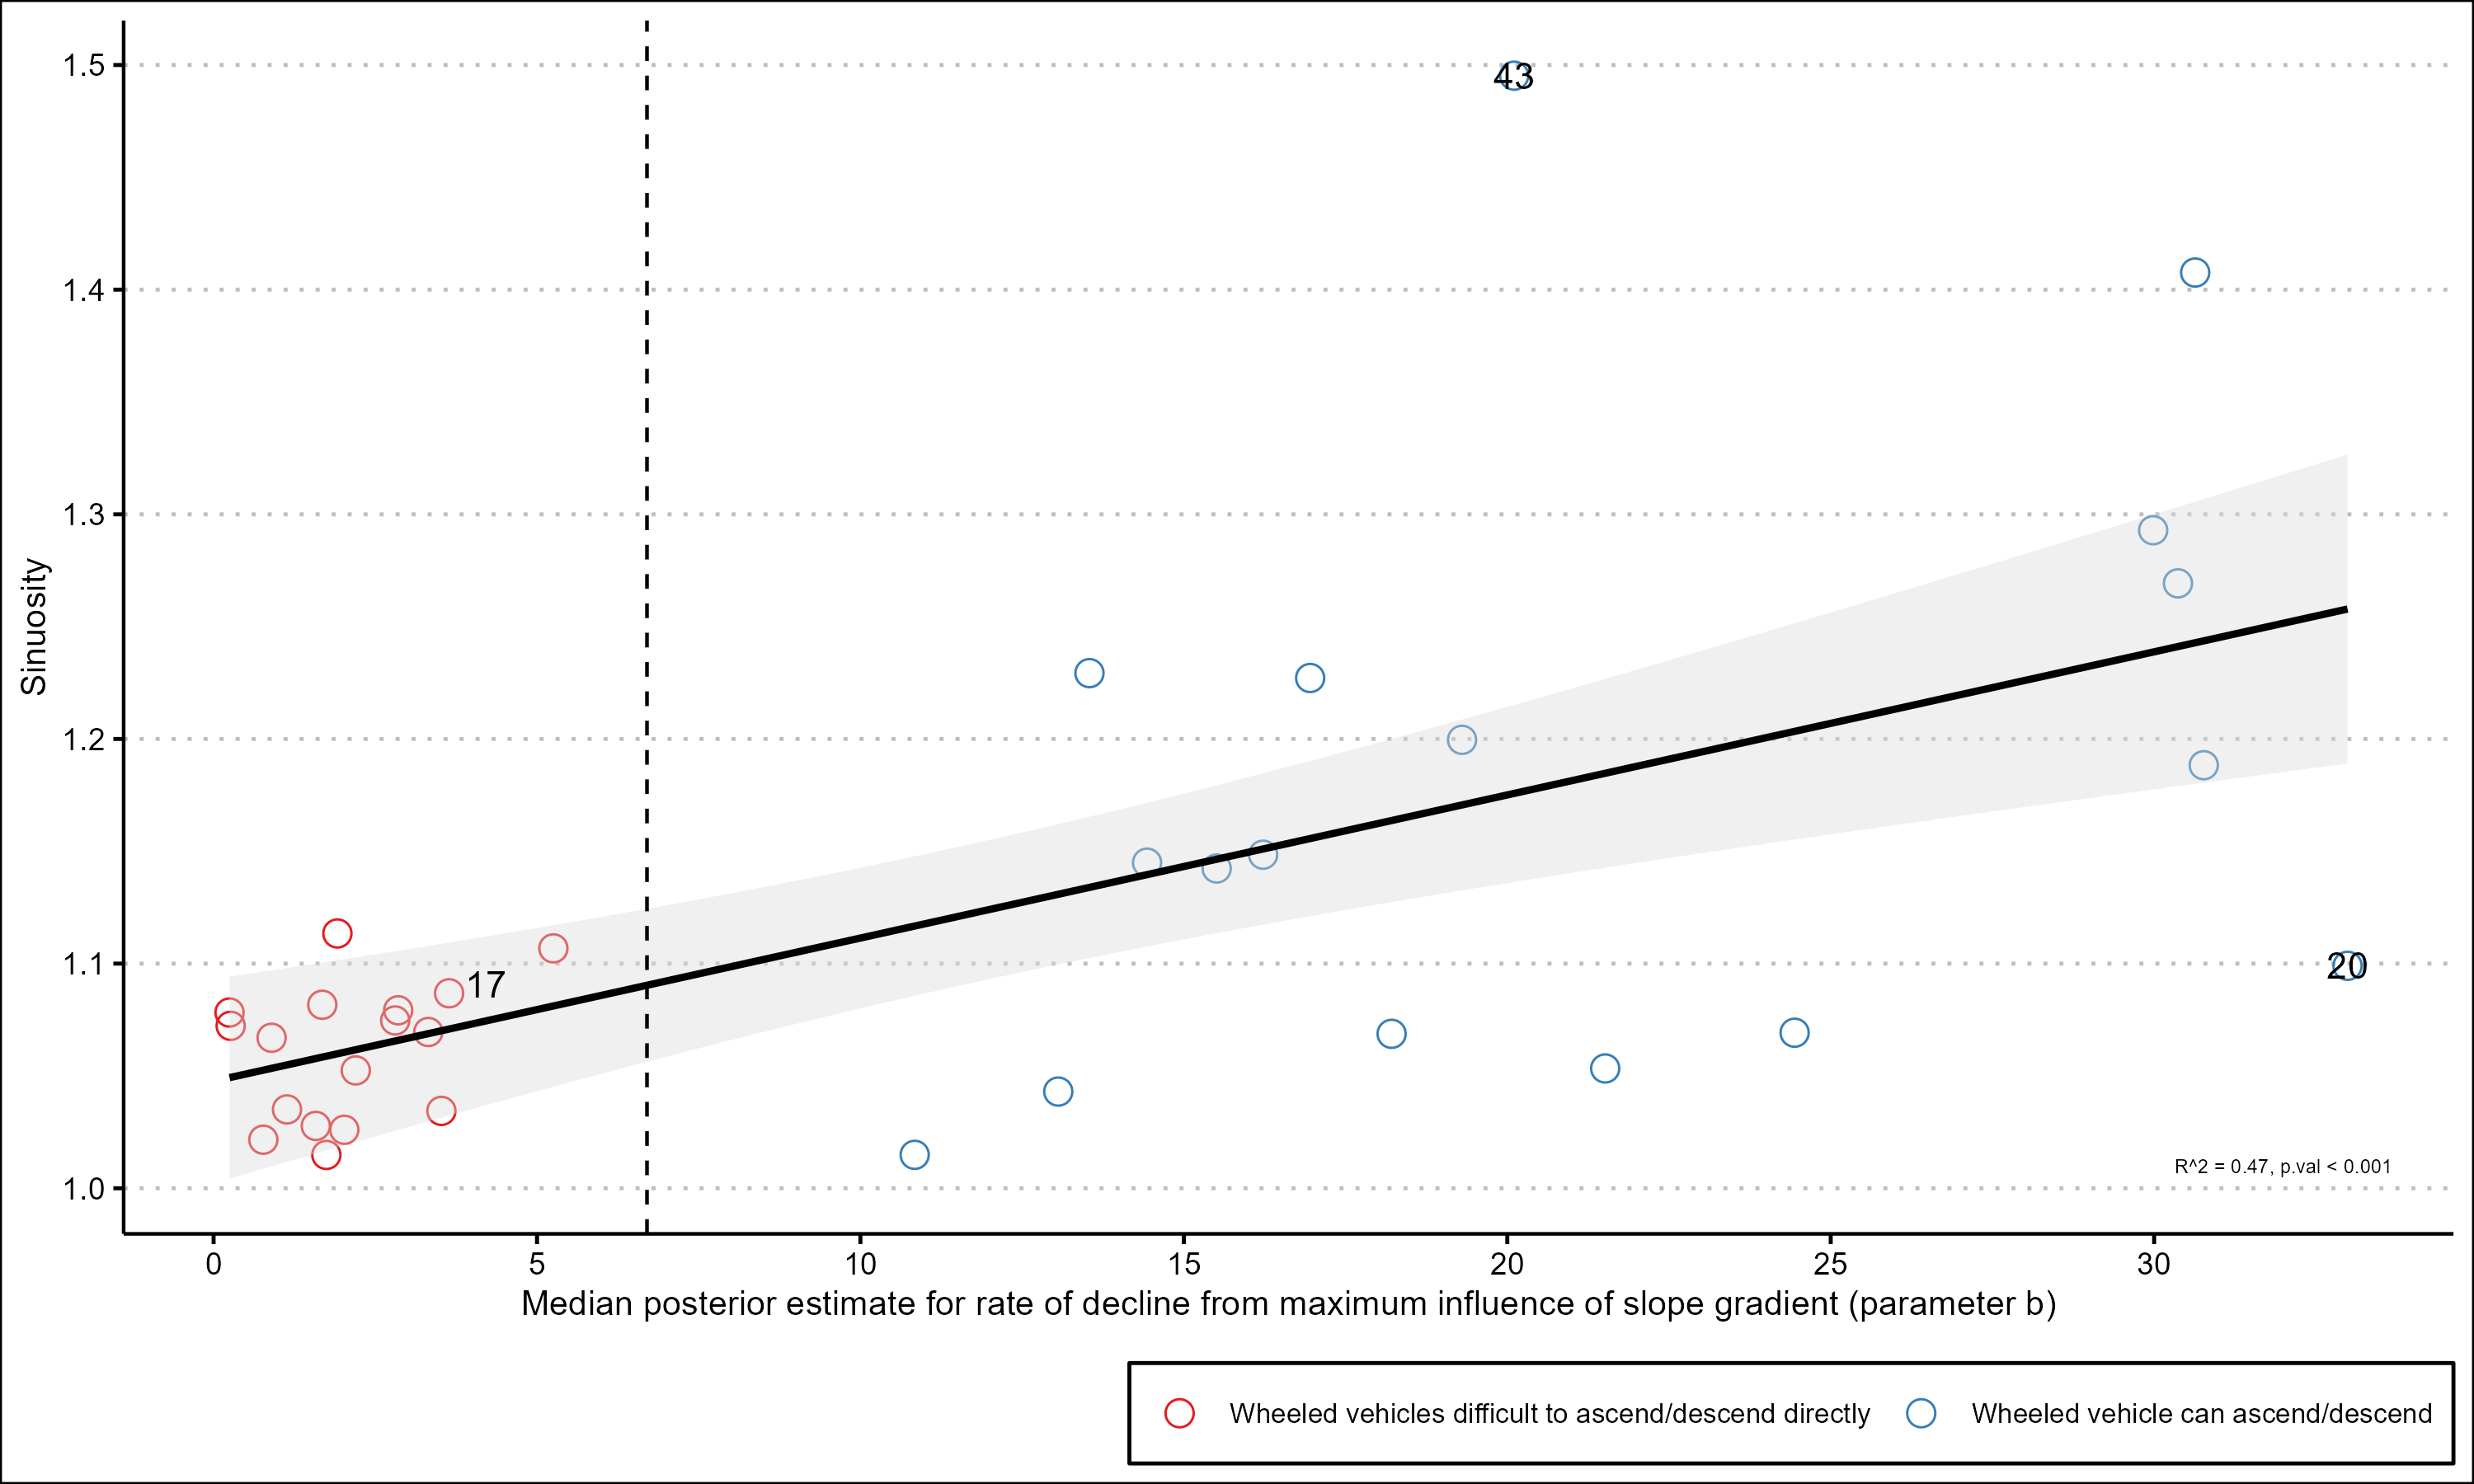 1.5
1.4
1.3
1.2
1.1
1.0
Sinuosity
43
17
20
R^2 = 0.47, p.val < 0.001
0 5 10 15 20 25 30
Median posterior estimate for rate of decline from maximum influence of slope gradient (parameter b)
Wheeled vehicles difficult to ascend/descend directly
Wheeled vehicle can ascend/descend